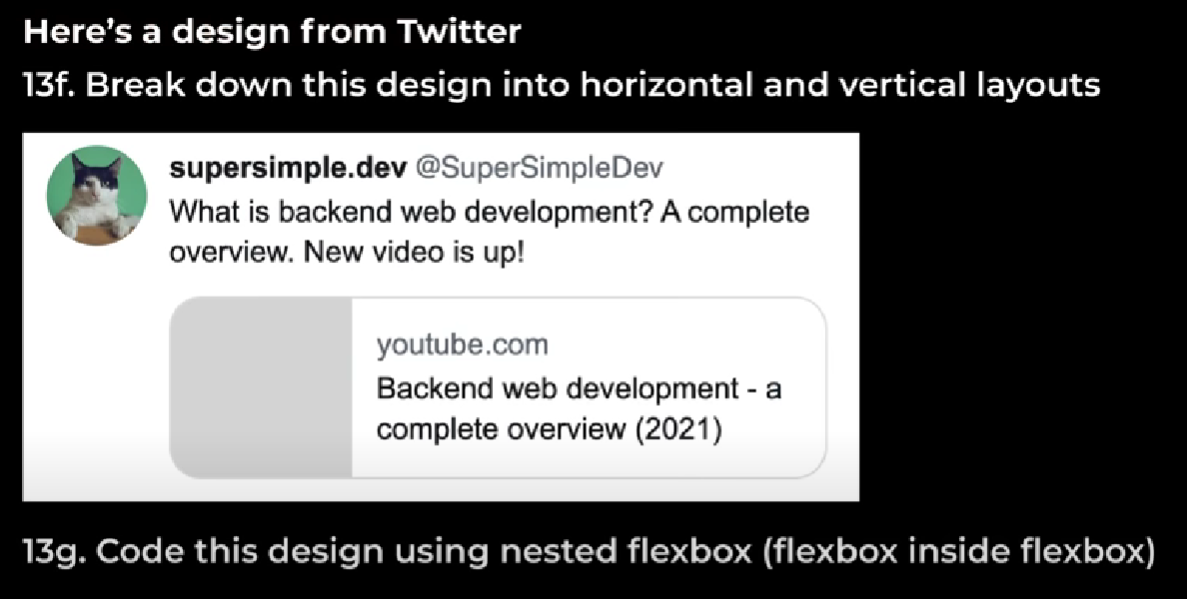 Here’s a design from Twitter
13f. Break down this design into horizontal and vertical layouts
supersimple.dev @SuperSimpleDev
What is backend web development? A complete
overview. New video is up!
youtube.com
Backend web development - a
complete overview (2021)
13g. Code this design using nested flexbox (flexbox inside flexbox)